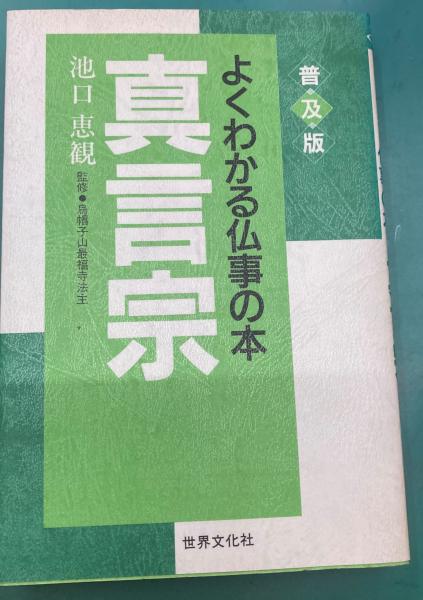 普及版
よくわかる仏事の本
真言宗
池口恵観
監修●烏帽子山最福寺法主
世界文化社